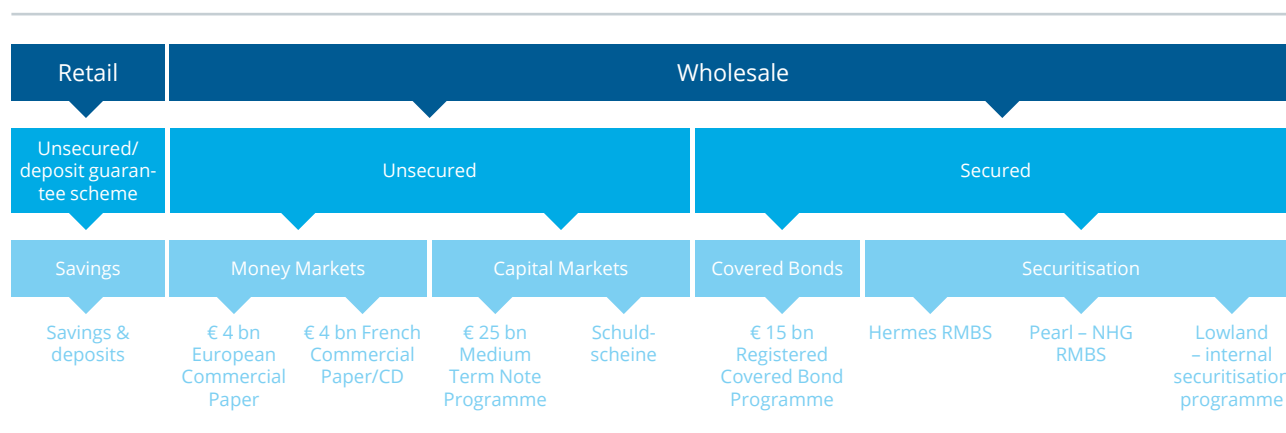 Retail
Wholesale
Unsecured/
deposit guaran-
tee scheme
Unsecured
Secured
Savings
Money Markets
Capital Markets
Covered Bonds
Securitisation
Savings &
deposits
€ 4 bn
European
Commercial
Paper
€ 4 bn French
Commercial
Paper/CD
€ 25 bn
Medium
Term Note
Programme
Schuld-
scheine
€ 15 bn
Registered
Covered Bond
Programme
Hermes RMBS
Pearl – NHG
RMBS
Lowland
– internal
securitisation
programme